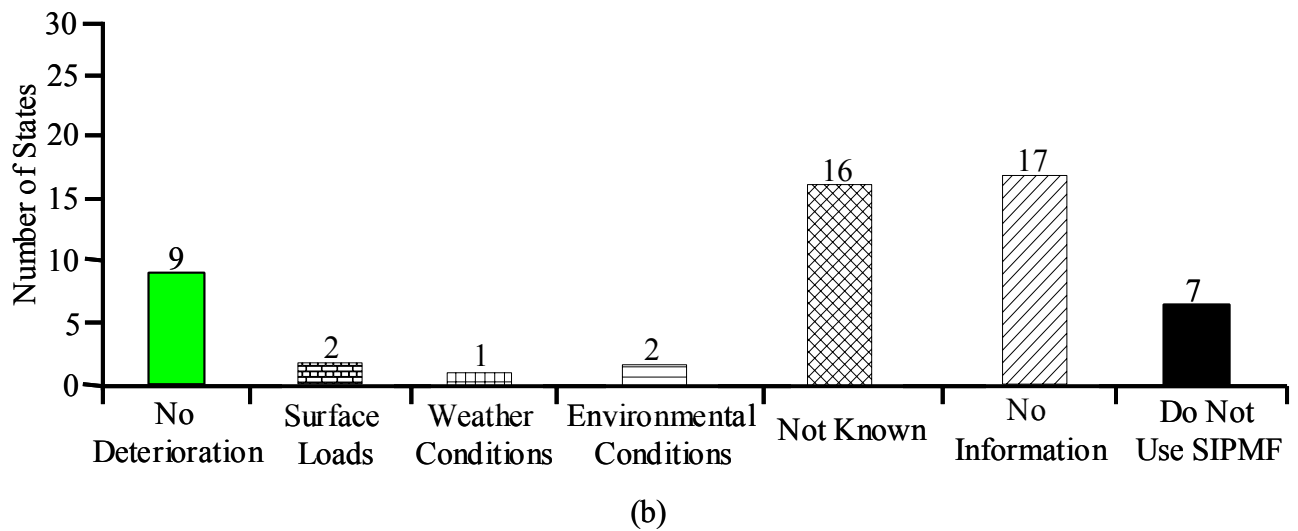 30
25
20
15
10
5
0
Number of States
9
2
1
2
16
17
7
No
Deterioration
Surface
Loads
Weather
Conditions
Environmental
Conditions
Not Known
No
Information
Do Not
Use SIPMF
(b)